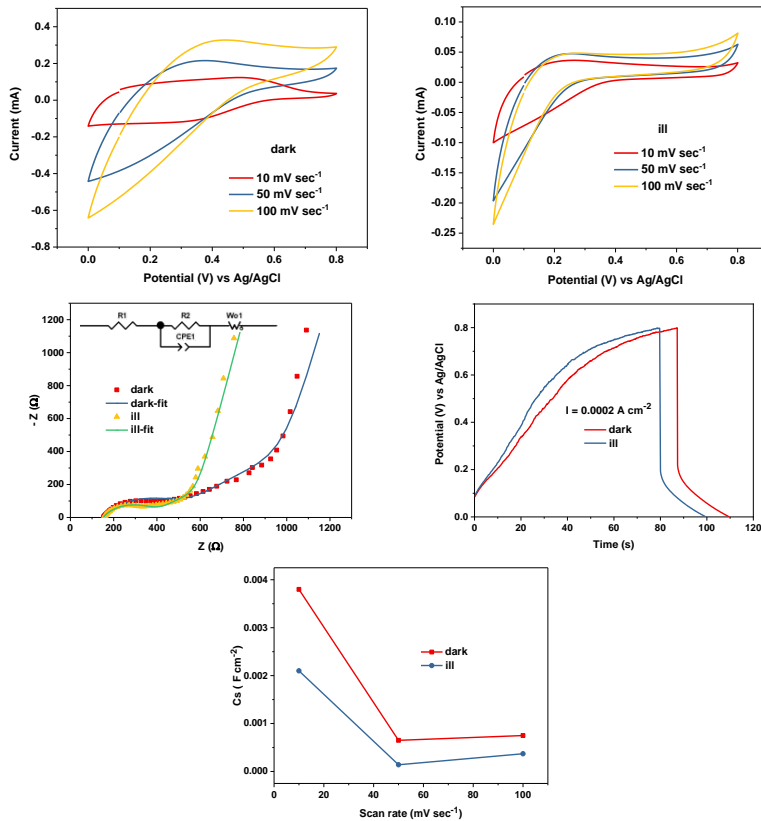 0.4
0.2
0.0
-0.2
-0.4
-0.6
-0.8
Current (mA)
dark
10 mV sec⁻¹
50 mV sec⁻¹
100 mV sec⁻¹
0.0 0.2 0.4 0.6 0.8
Potential (V) vs Ag/AgCl
0.10
0.05
0.00
-0.05
-0.10
-0.15
-0.20
-0.25
Current (mA)
ill
10 mV sec⁻¹
50 mV sec⁻¹
100 mV sec⁻¹
0.0 0.2 0.4 0.6 0.8
Potential (V) vs Ag/AgCl
-1200
-1000
-800
-600
-400
-200
0
- Z (Ω)
R1 R2 Wo1
CPE1
dark
dark-fit
ill
ill-fit
200 400 600 800 1000 1200
Z (Ω)
0.8
0.6
0.4
0.2
0.0
Potential (V) vs Ag/AgCl
I = 0.0002 A cm⁻²
dark
ill
0 20 40 60 80 100 120
Time (s)
0.004
0.003
0.002
0.001
0.000
Cs ( F cm⁻²)
dark
ill
0 20 40 60 80 100
Scan rate (mV sec⁻¹)